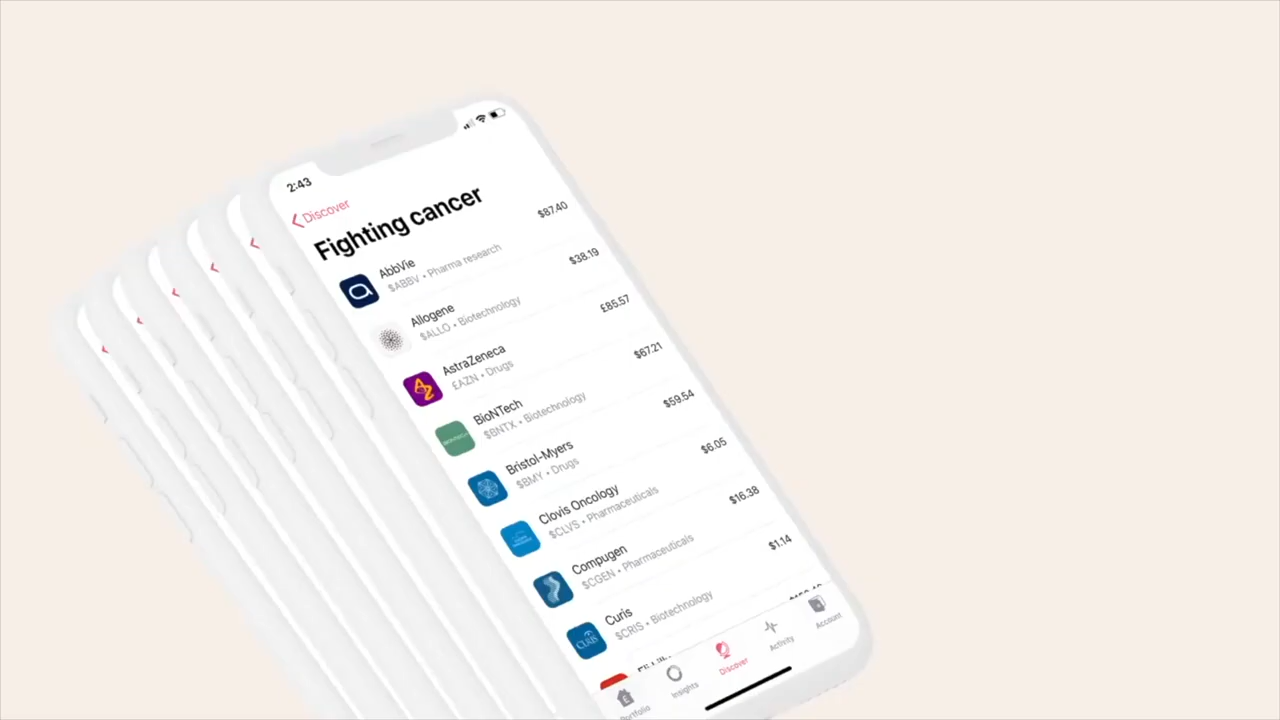 2:43
Discover
Fighting cancer
AbbVie
$ABBV • Pharma research
$87.40
Allogene
$ALLO • Biotechnology
$38.19
AstraZeneca
£AZN • Drugs
£85.57
BioNTech
$BNTX • Biotechnology
$67.21
Bristol-Myers
$BMY • Drugs
$59.54
Clovis Oncology
$CLVS • Pharmaceuticals
$6.05
Compugen
$CGEN • Pharmaceuticals
$16.38
Curis
$CRIS • Biotechnology
$1.14
CURIS
Portfolio
Insights
Discover
Activity
Account